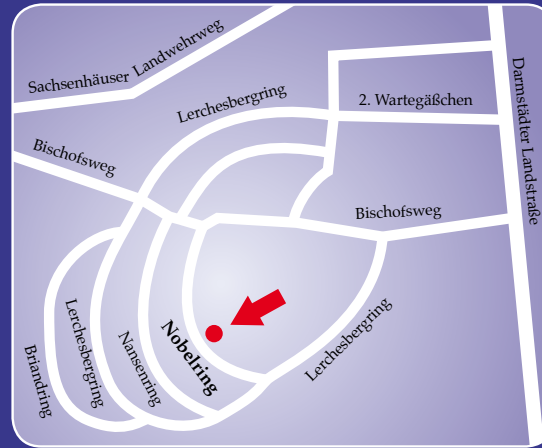 Sachsenhäuser Landwehrweg
Lerchesbergring
2. Wartegäßchen
Darmstädter Landstraße
Bischofsweg
Bischofsweg
Lerchesbergring
Nobelring
Nansenring
Lerchesbergring
Briandring